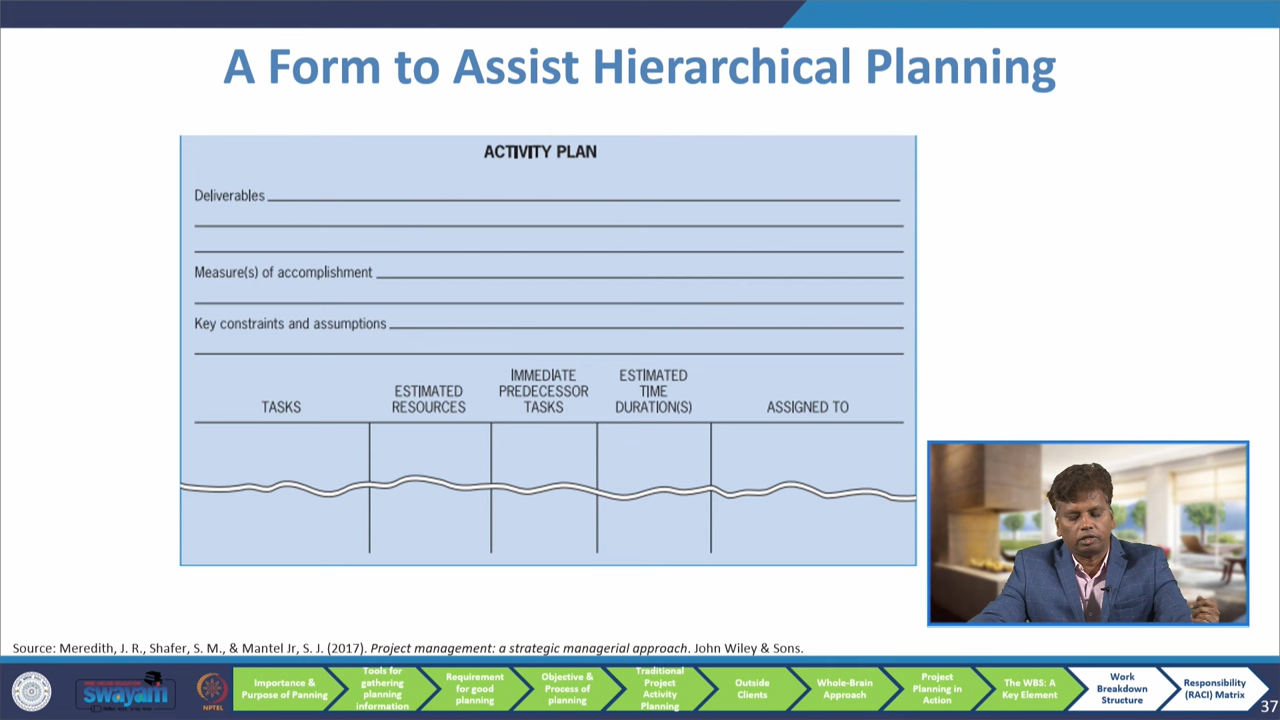 A Form to Assist Hierarchical Planning
ACTIVITY PLAN
Deliverables
Measure(s) of accomplishment
Key constraints and assumptions
TASKS
ESTIMATED
RESOURCES
IMMEDIATE
PREDECESSOR
TASKS
ESTIMATED
TIME
DURATION(S)
ASSIGNED TO
Source: Meredith, J. R., Shafer, S. M., & Mantel Jr, S. J. (2017). Project management: a strategic managerial approach. John Wiley & Sons.
swayam
NPTEL
Importance &
Purpose of Panning
Tools for
gathering
planning
information
Requirement
for good
planning
Objective &
Process of
planning
Traditional
Project
Activity
Planning
Outside
Clients
Whole-Brain
Approach
Project
Planning in
Action
The WBS: A
Key Element
Work
Breakdown
Structure
Responsibility
(RACI) Matrix
37